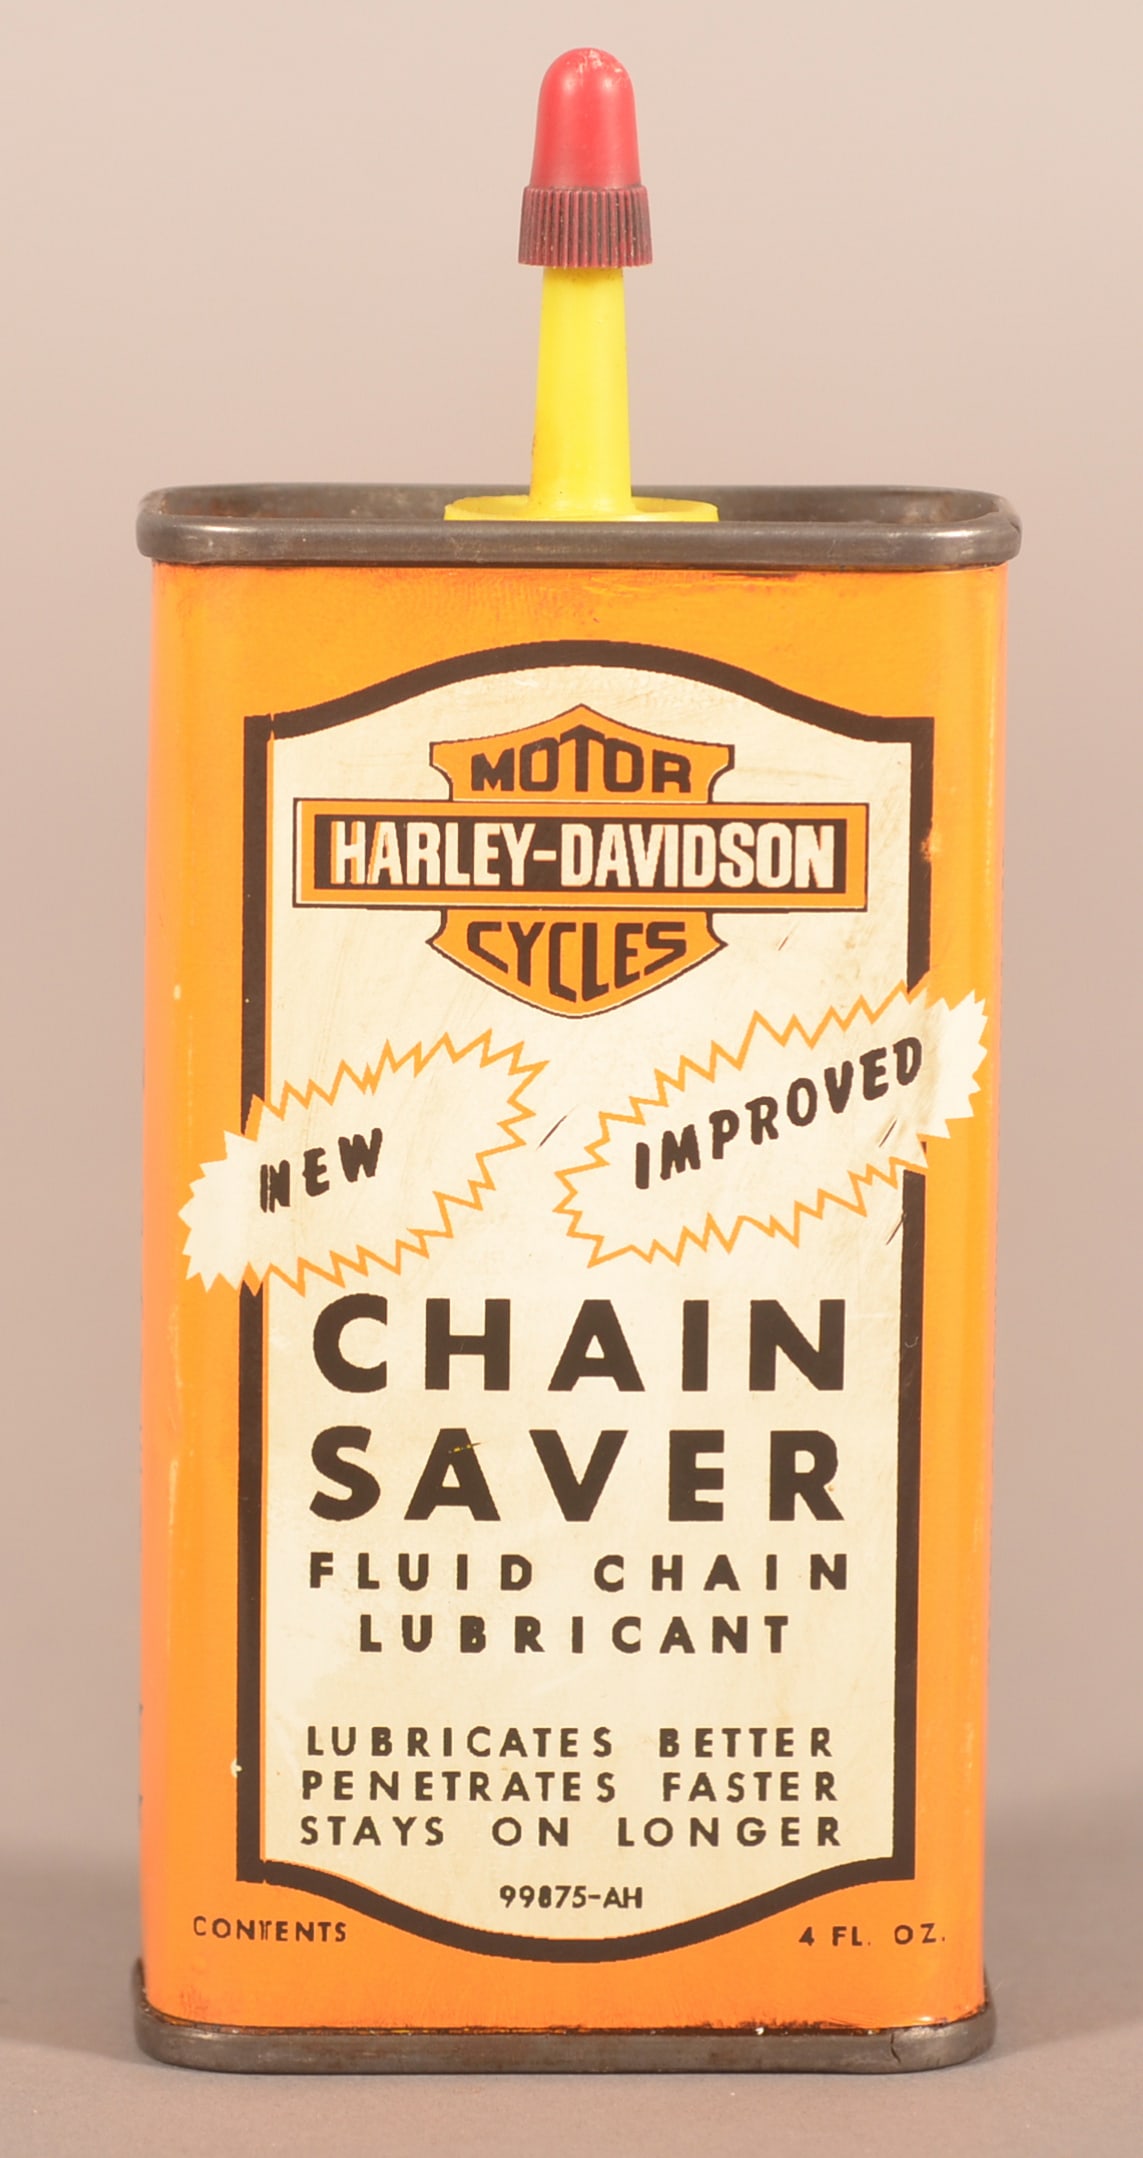 MOTOR
HARLEY-DAVIDSON
CYCLES
NEW
IMPROVED
CHAIN
SAVER
FLUID CHAIN
LUBRICANT
LUBRICATES BETTER
PENETRATES FASTER
STAYS ON LONGER
99875-AH
CONTENTS 4 FL. OZ.